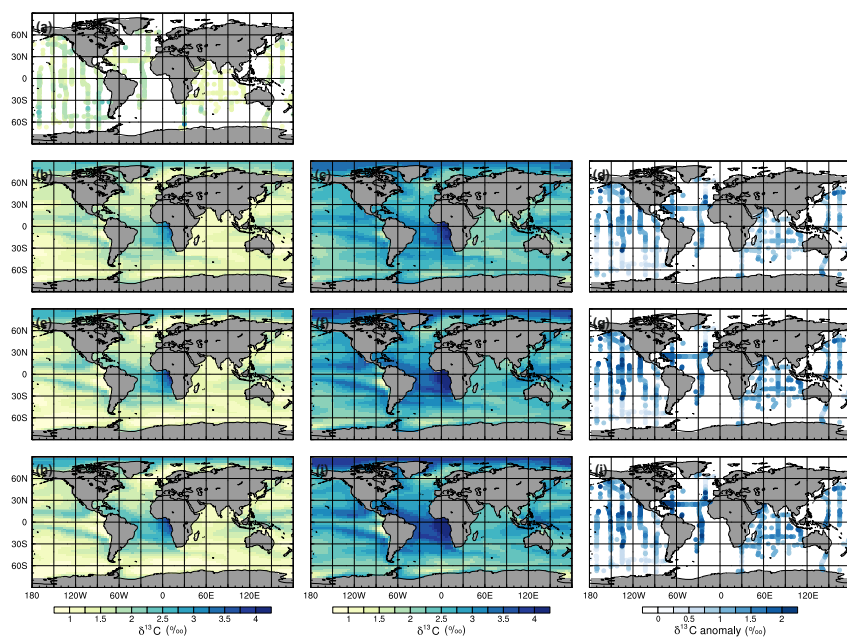 (a)
60N
30N
0
30S
60S
(b) (c) (d)
60N
30N
0
30S
60S
(e) (f) (g)
60N
30N
0
30S
60S
(h) (i) (j)
60N
30N
0
30S
60S
180 120W 60W 0 60E 120E 180 120W 60W 0 60E 120E 180 120W 60W 0 60E 120E 180
1 1.5 2 2.5 3 3.5 4 1 1.5 2 2.5 3 3.5 4 0 0.5 1 1.5 2
δ¹³C (‰) δ¹³C (‰) δ¹³C anomaly (‰)